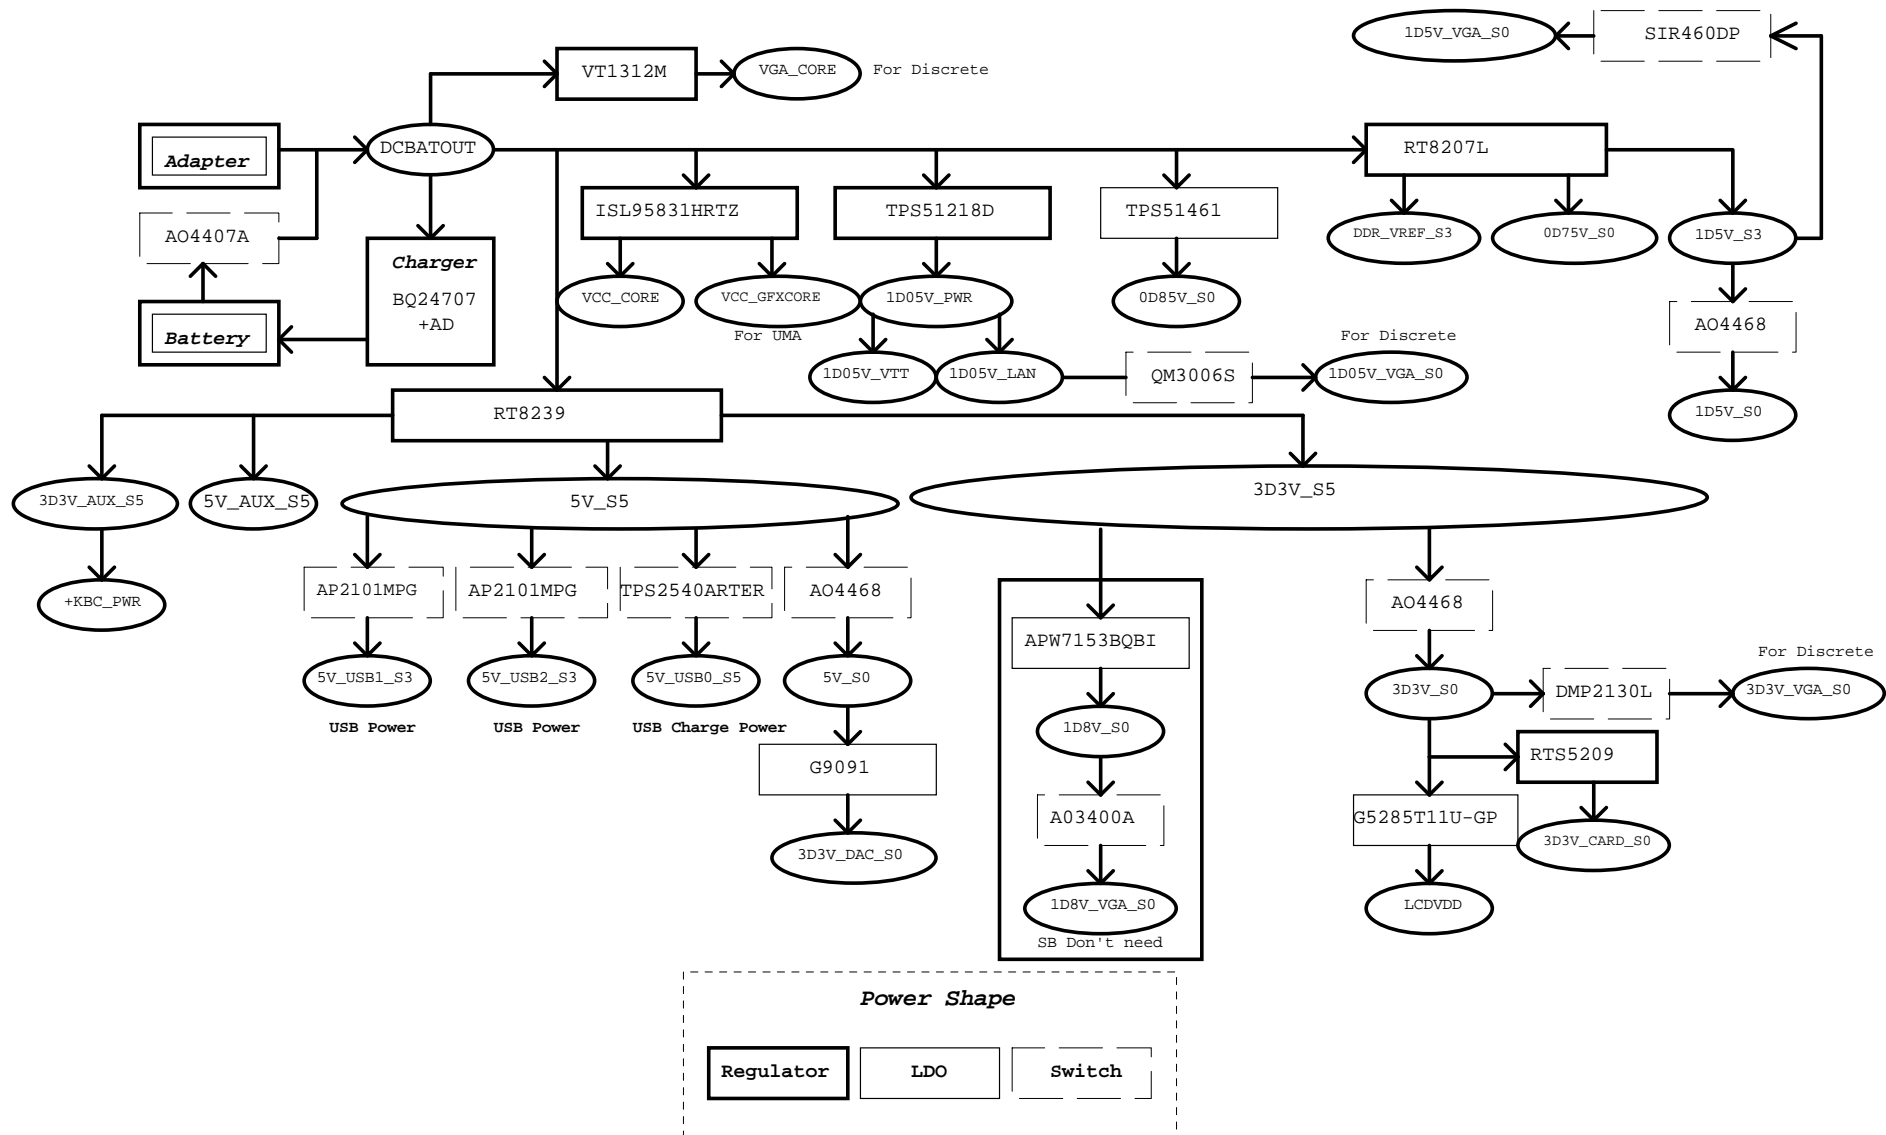 1D5V_VGA_S0
SIR460DP
VT1312M
VGA_CORE
For Discrete
Adapter
DCBATOUT
RT8207L
AO4407A
ISL95831HRTZ
TPS51218D
TPS51461
DDR_VREF_S3
0D75V_S0
1D5V_S3
Charger
BQ24707
+AD
Battery
VCC_CORE
VCC_GFXCORE
For UMA
1D05V_PWR
0D85V_S0
AO4468
1D05V_VTT
1D05V_LAN
QM3006S
For Discrete
1D05V_VGA_S0
1D5V_S0
RT8239
3D3V_AUX_S5
5V_AUX_S5
5V_S5
3D3V_S5
+KBC_PWR
AP2101MPG
AP2101MPG
TPS2540ARTER
AO4468
AO4468
APW7153BQBI
5V_USB1_S3
5V_USB2_S3
5V_USB0_S5
5V_S0
3D3V_S0
DMP2130L
For Discrete
3D3V_VGA_S0
USB Power
USB Power
USB Charge Power
1D8V_S0
G9091
RTS5209
A03400A
G5285T11U-GP
3D3V_DAC_S0
3D3V_CARD_S0
1D8V_VGA_S0
LCDVDD
SB Don't need
Power Shape
Regulator
LDO
Switch